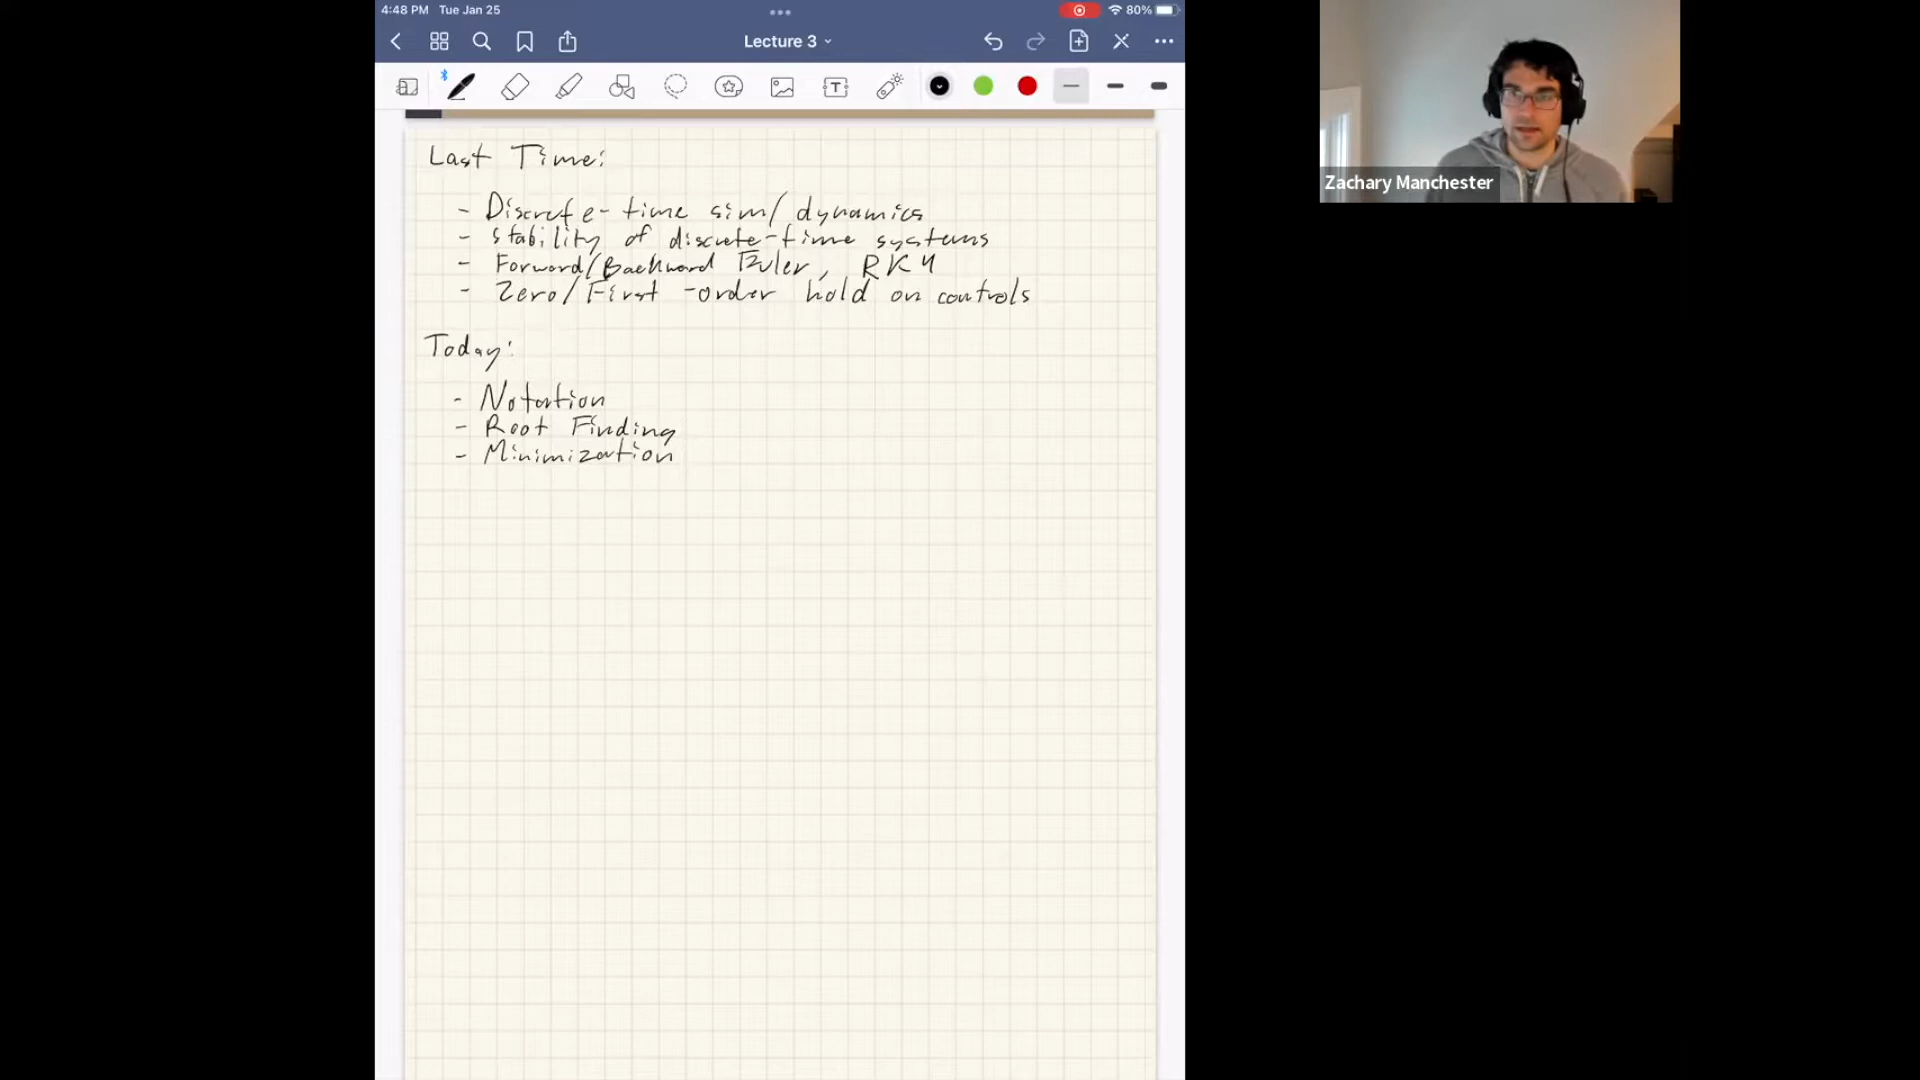 4:48 PM Tue Jan 25
80%
Lecture 3
Last Time:
- Discrete-time sim/dynamics
- Stability of discrete-time systems
- Forward/Backward Euler, RK4
- Zero/First-order hold on controls
Today:
- Notation
- Root Finding
- Minimization
Zachary Manchester